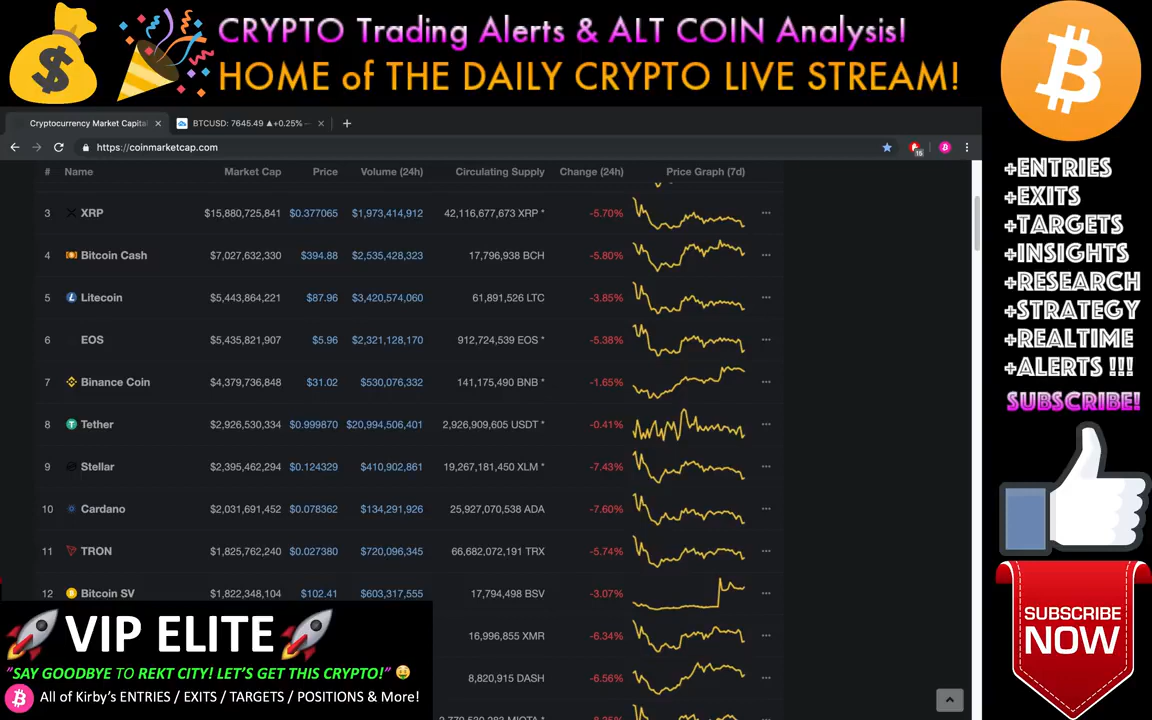 CRYPTO Trading Alerts & ALT COIN Analysis!
HOME of THE DAILY CRYPTO LIVE STREAM!
Cryptocurrency Market Capital
BTCUSD: 7645.49 ▲+0.25% —
https://coinmarketcap.com
15
# Name Market Cap Price Volume (24h) Circulating Supply Change (24h) Price Graph (7d)
3 XRP $15,880,725,841 $0.377065 $1,973,414,912 42,116,677,673 XRP * -5.70%
4 Bitcoin Cash $7,027,632,330 $394.88 $2,535,428,323 17,796,938 BCH -5.80%
5 Litecoin $5,443,864,221 $87.96 $3,420,574,060 61,891,526 LTC -3.85%
6 EOS $5,435,821,907 $5.96 $2,321,128,170 912,724,539 EOS * -5.38%
7 Binance Coin $4,379,736,848 $31.02 $530,076,332 141,175,490 BNB * -1.65%
8 Tether $2,926,530,334 $0.999870 $20,994,506,401 2,926,909,605 USDT * -0.41%
9 Stellar $2,395,462,294 $0.124329 $410,902,861 19,267,181,450 XLM * -7.43%
10 Cardano $2,031,691,452 $0.078362 $134,291,926 25,927,070,538 ADA -7.60%
11 TRON $1,825,762,240 $0.027380 $720,096,345 66,682,072,191 TRX -5.74%
12 Bitcoin SV $1,822,348,104 $102.41 $603,317,555 17,794,498 BSV -3.07%
16,996,855 XMR -6.34%
8,820,915 DASH -6.56%
2,779,530,283 MIOTA * -8.35%
VIP ELITE
"SAY GOODBYE TO REKT CITY! LET'S GET THIS CRYPTO!"
All of Kirby's ENTRIES / EXITS / TARGETS / POSITIONS & More!
+ENTRIES
+EXITS
+TARGETS
+INSIGHTS
+RESEARCH
+STRATEGY
+REALTIME
+ALERTS !!!
SUBSCRIBE!
SUBSCRIBE
NOW